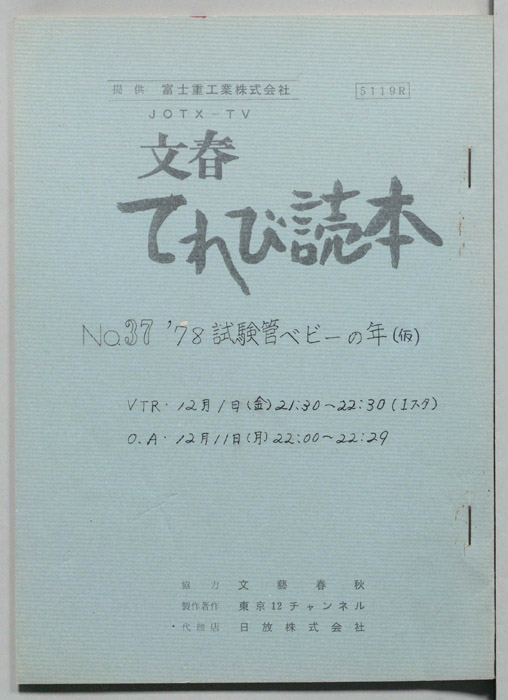 提供 富士重工業株式会社
5119R
JOTX-TV
文春
てれび読本
No.37 '78試験管ベビーの年(仮)
VTR・12月1日(金)21:30〜22:30(1スタ)
O.A・12月11日(月)22:00〜22:29
協力 文藝春秋
製作著作 東京12チャンネル
代理店 日放株式会社